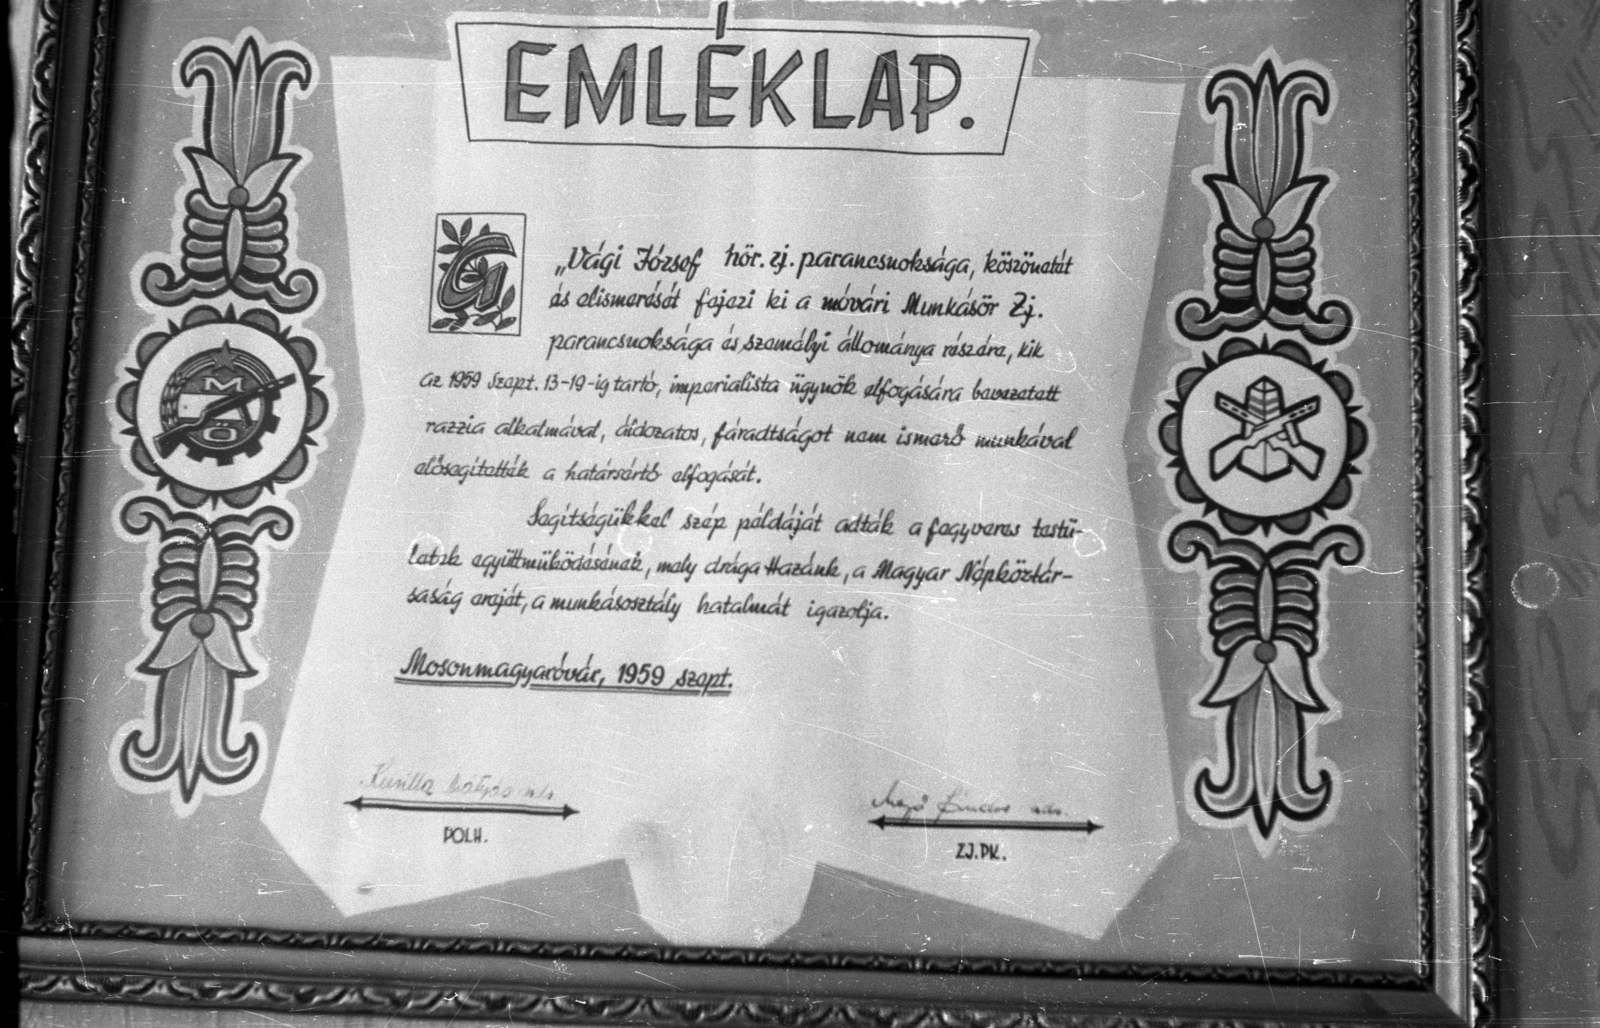 EMLÉKLAP.
A „Vági József hör. zj. parancsnoksága, köszönetét
és elismerését fejezi ki a móvári Munkásör Zj.
parancsnoksága és személyi állománya részére, kik
az 1959 szept. 13-19-ig tartó, imperialista ügynök elfogására bevezetett
razzia alkalmával, áldozatos, fáradtságot nem ismerő munkával
elősegítették a határsértő elfogását.
Segítségükkel szép példáját adták a fegyveres testü-
letek együttmüködésének, mely drága Hazánk, a Magyar Népköztár-
saság erejét, a munkásosztály hatalmát igazolja.
Mosonmagyaróvár, 1959 szept.
POLH.
ZJ. PK.
M
Ö